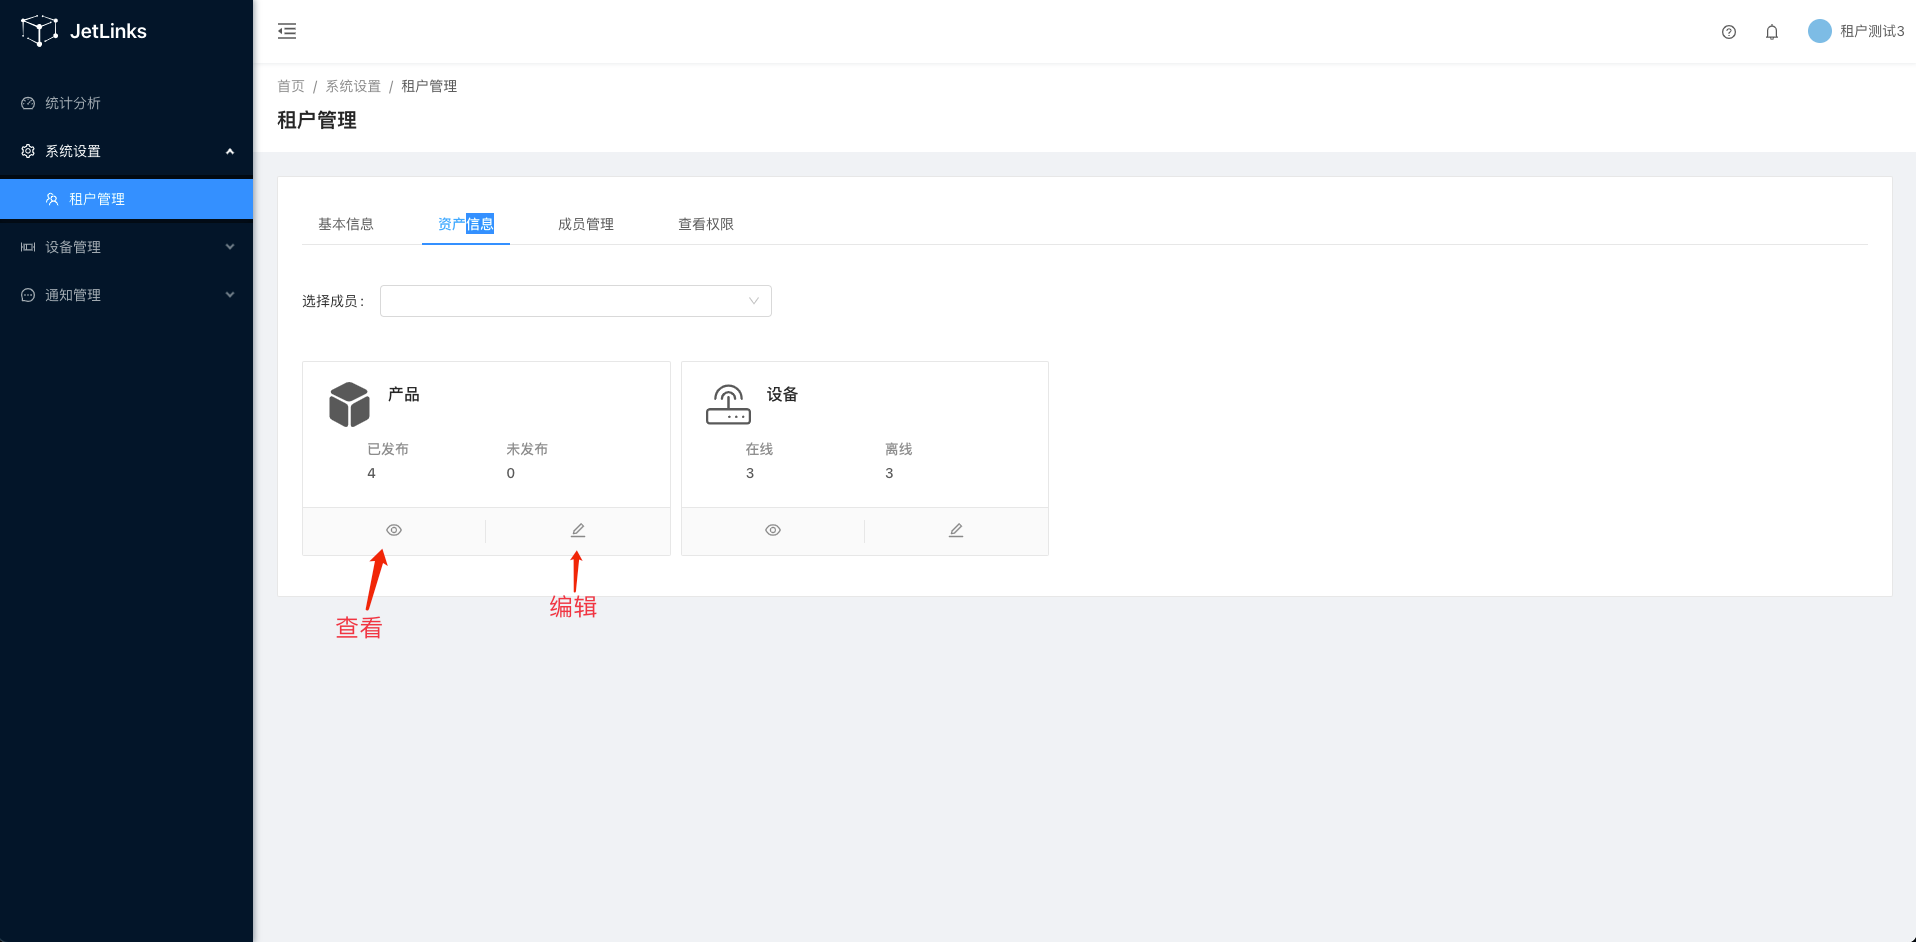 JetLinks
统计分析
系统设置
租户管理
设备管理
通知管理
租户测试3
首页 / 系统设置 / 租户管理
租户管理
基本信息 资产信息 成员管理 查看权限
选择成员：
产品
已发布 未发布
4 0
设备
在线 离线
3 3
查看
编辑